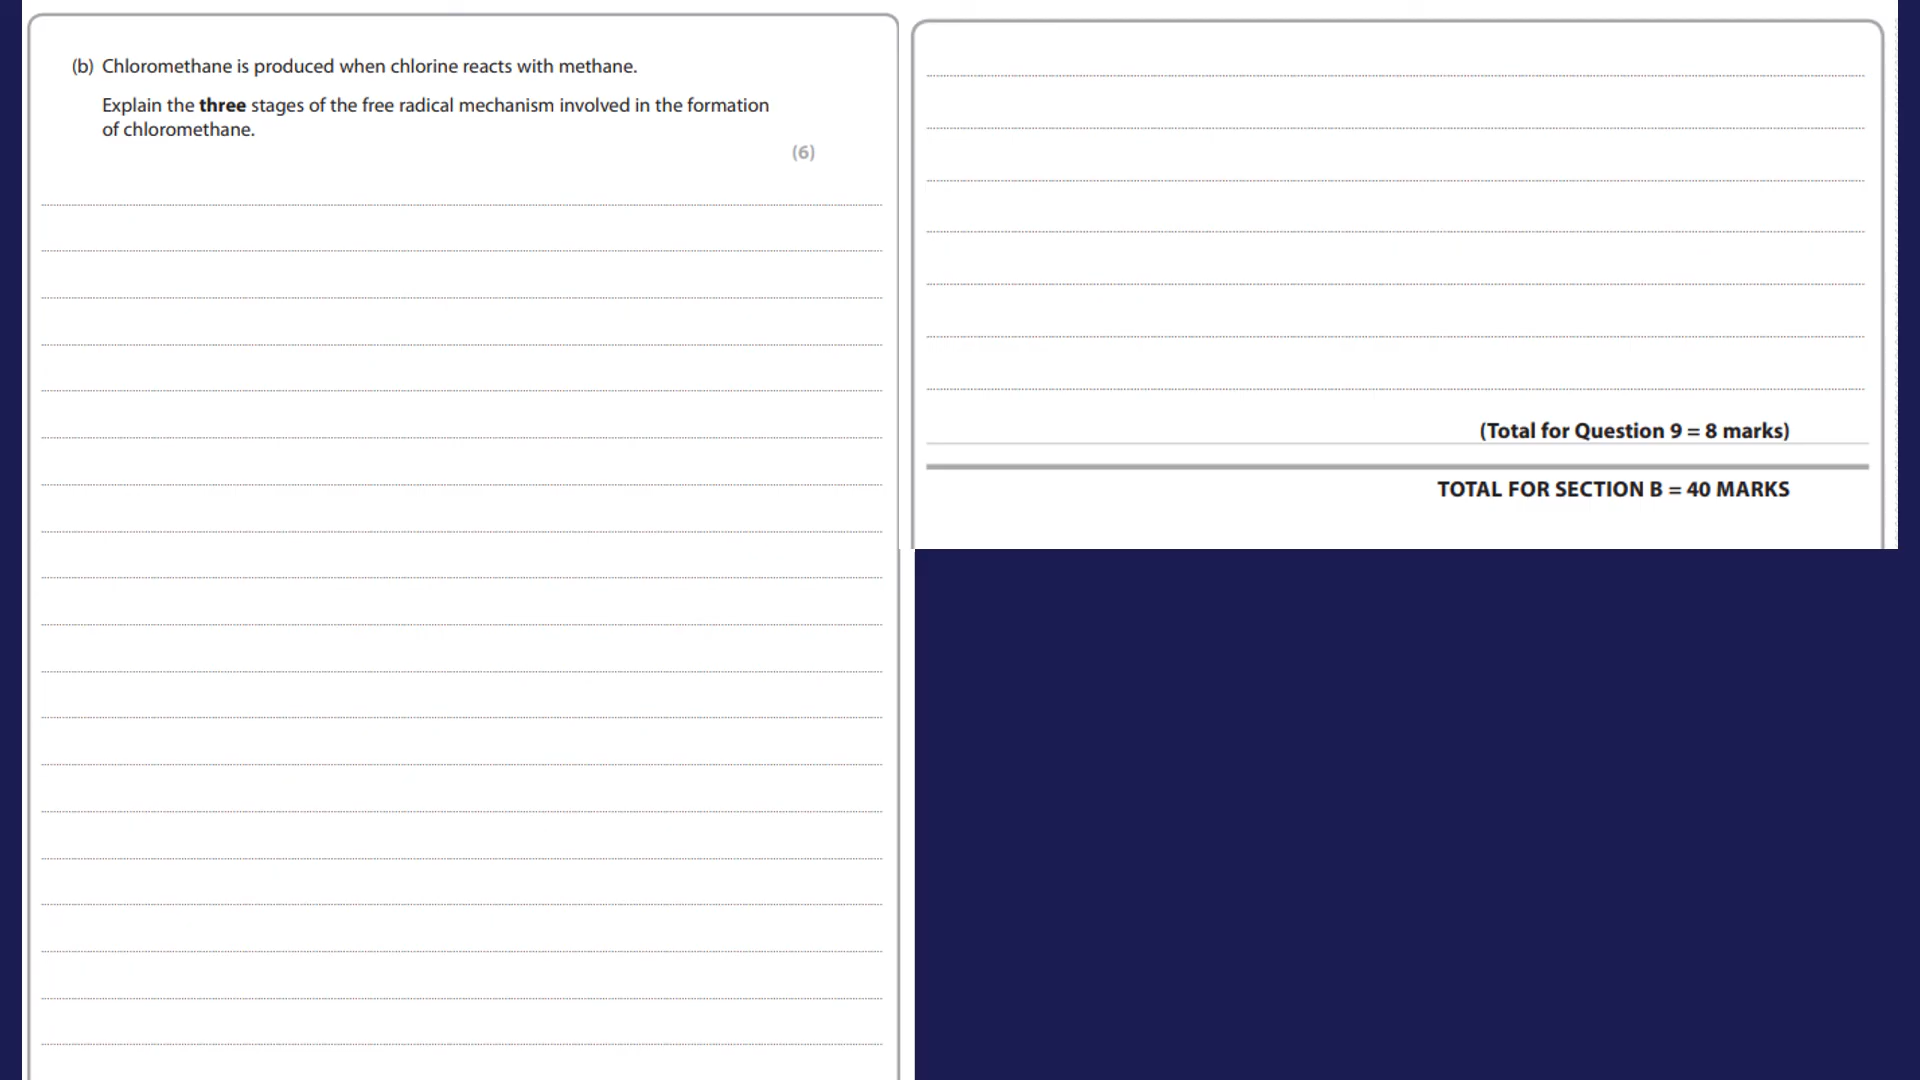 (b) Chloromethane is produced when chlorine reacts with methane.
Explain the three stages of the free radical mechanism involved in the formation
of chloromethane.
(6)
(Total for Question 9 = 8 marks)
TOTAL FOR SECTION B = 40 MARKS